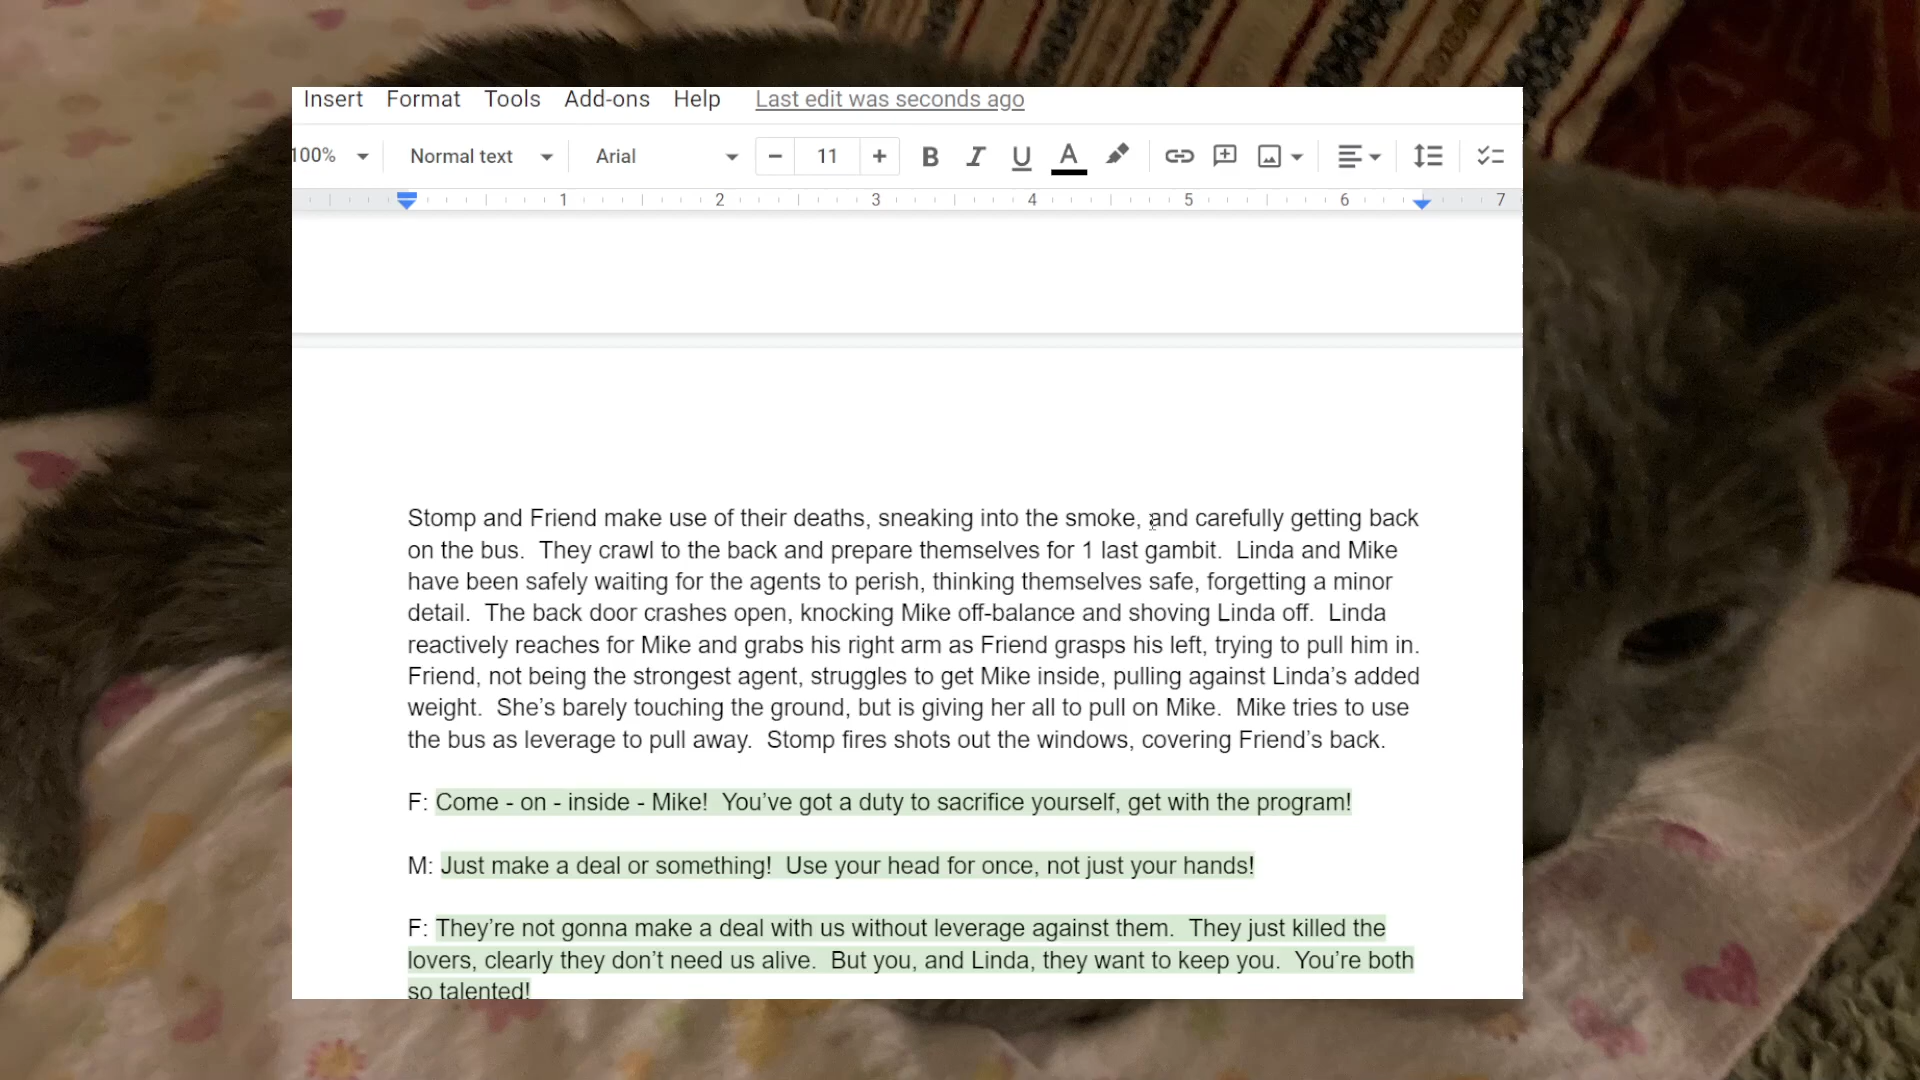 Insert Format Tools Add-ons Help Last edit was seconds ago
100% Normal text Arial − 11 + B I U A
1 2 3 4 5 6 7
Stomp and Friend make use of their deaths, sneaking into the smoke, and carefully getting back
on the bus.  They crawl to the back and prepare themselves for 1 last gambit.  Linda and Mike
have been safely waiting for the agents to perish, thinking themselves safe, forgetting a minor
detail.  The back door crashes open, knocking Mike off-balance and shoving Linda off.  Linda
reactively reaches for Mike and grabs his right arm as Friend grasps his left, trying to pull him in.
Friend, not being the strongest agent, struggles to get Mike inside, pulling against Linda’s added
weight.  She’s barely touching the ground, but is giving her all to pull on Mike.  Mike tries to use
the bus as leverage to pull away.  Stomp fires shots out the windows, covering Friend’s back.
F: Come - on - inside - Mike!  You’ve got a duty to sacrifice yourself, get with the program!
M: Just make a deal or something!  Use your head for once, not just your hands!
F: They’re not gonna make a deal with us without leverage against them.  They just killed the
lovers, clearly they don’t need us alive.  But you, and Linda, they want to keep you.  You’re both
so talented!